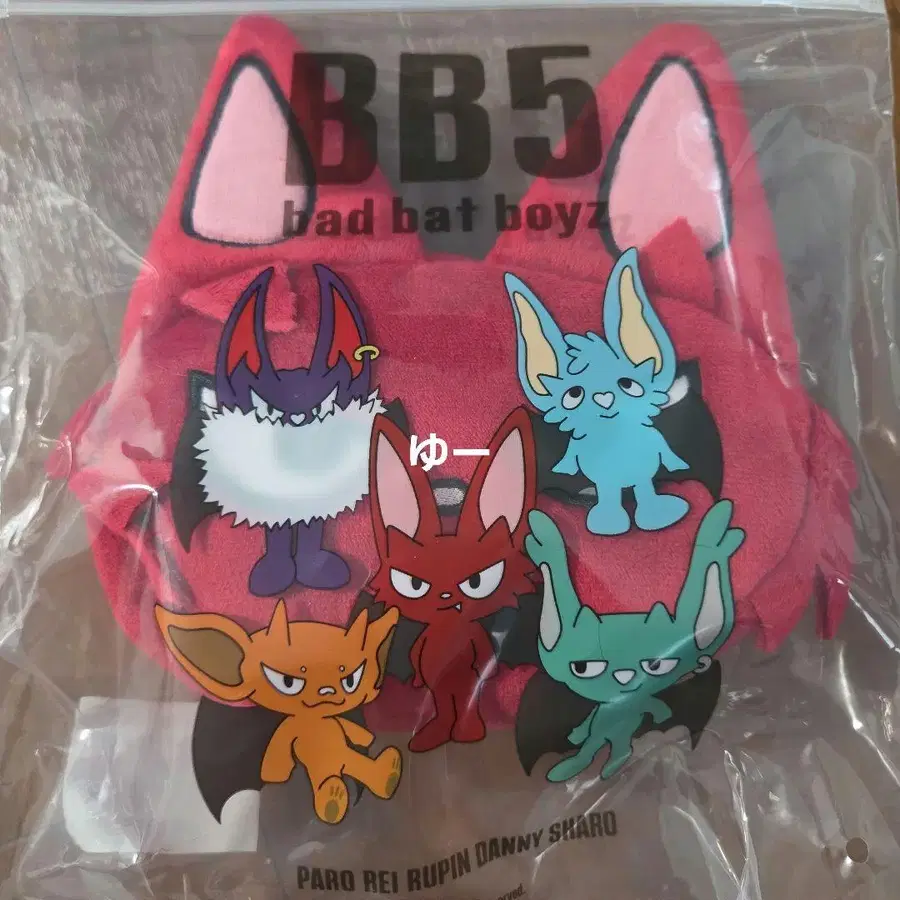 BB5
bad bat boyz
ゆー
PARO REI RUPIN DANNY SHARO